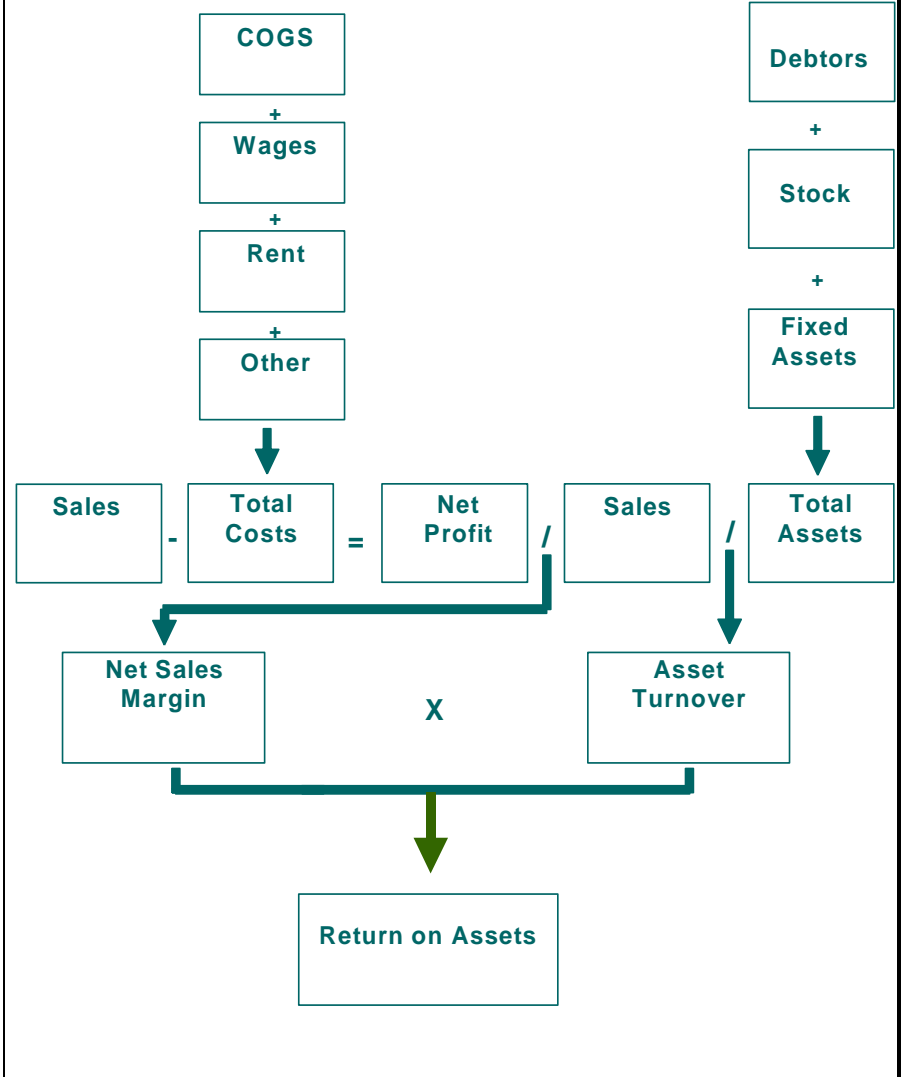 COGS
+
Wages
+
Rent
+
Other
Debtors
+
Stock
+
Fixed
Assets
Sales
-
Total
Costs
=
Net
Profit
/
Sales
/
Total
Assets
Net Sales
Margin
X
Asset
Turnover
Return on Assets